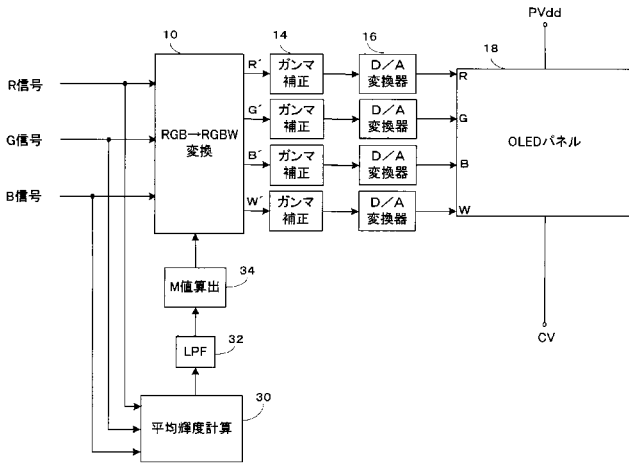 PVdd
10
14
16
18
R信号
G信号
B信号
RGB→RGBW
変換
R´
ガンマ
補正
D／A
変換器
R
G´
ガンマ
補正
D／A
変換器
G
B´
ガンマ
補正
D／A
変換器
B
W´
ガンマ
補正
D／A
変換器
W
OLEDパネル
M値算出
34
CV
LPF
32
平均輝度計算
30